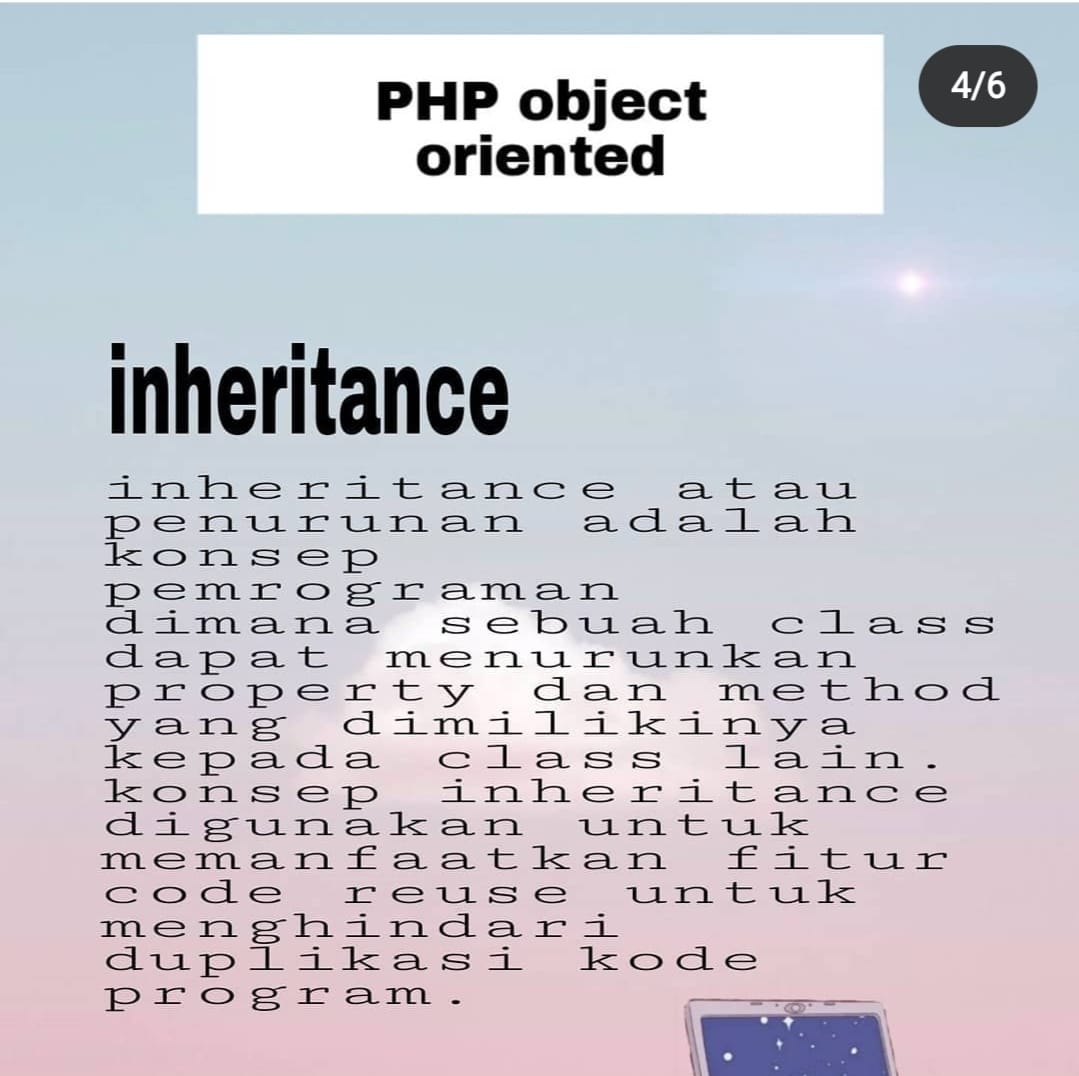 PHP object
oriented
4/6
inheritance
inheritance atau
penurunan adalah
konsep
pemrograman
dimana sebuah class
dapat menurunkan
property dan method
yang dimilikinya
kepada class lain.
konsep inheritance
digunakan untuk
memanfaatkan fitur
code reuse untuk
menghindari
duplikasi kode
program.